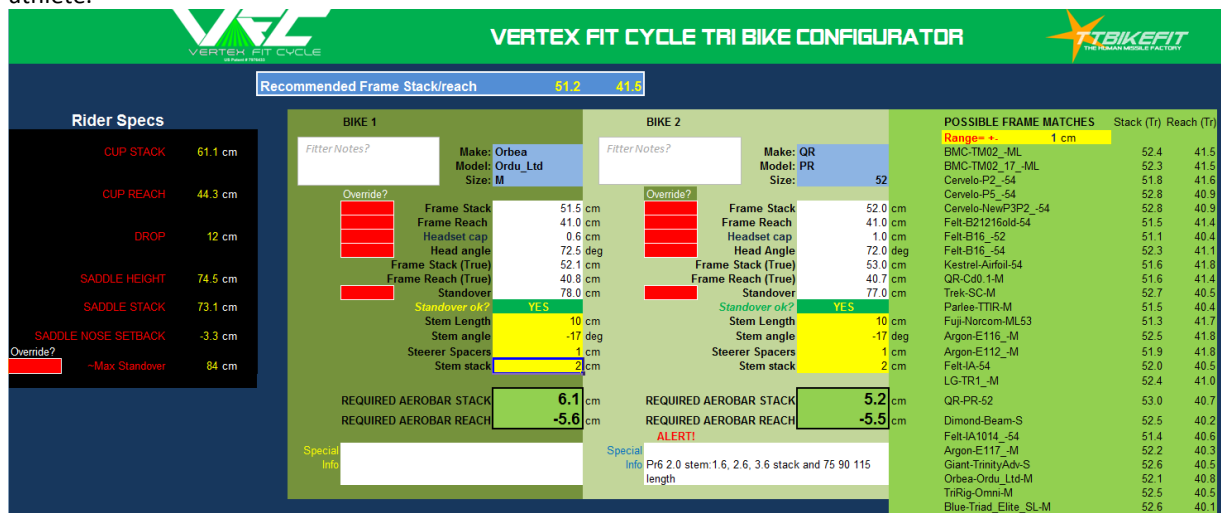 athlete.
VFC
VERTEX FIT CYCLE
VERTEX FIT CYCLE TRI BIKE CONFIGURATOR
TTBIKEFIT
THE HUMAN MISSILE FACTORY
Recommended Frame Stack/reach 51.2 41.5
Rider Specs
CUP STACK 61.1 cm
CUP REACH 44.3 cm
DROP 12 cm
SADDLE HEIGHT 74.5 cm
SADDLE STACK 73.1 cm
SADDLE NOSE SETBACK -3.3 cm
Override?
~Max Standover 84 cm
BIKE 1
Fitter Notes?
Make: Orbea
Model: Ordu_Ltd
Size: M
Override?
Frame Stack 51.5 cm
Frame Reach 41.0 cm
Headset cap 0.6 cm
Head angle 72.5 deg
Frame Stack (True) 52.1 cm
Frame Reach (True) 40.8 cm
Standover 78.0 cm
Standover ok? YES
Stem Length 10 cm
Stem angle -17 deg
Steerer Spacers 1 cm
Stem stack 2 cm
REQUIRED AEROBAR STACK 6.1 cm
REQUIRED AEROBAR REACH -5.6 cm
Special
Info
BIKE 2
Fitter Notes?
Make: QR
Model: PR
Size: 52
Override?
Frame Stack 52.0 cm
Frame Reach 41.0 cm
Headset cap 1.0 cm
Head Angle 72.0 deg
Frame Stack (True) 53.0 cm
Frame Reach (True) 40.7 cm
Standover 77.0 cm
Standover ok? YES
Stem Length 10 cm
Stem angle -17 deg
Steerer Spacers 1 cm
Stem stack 2 cm
REQUIRED AEROBAR STACK 5.2 cm
REQUIRED AEROBAR REACH -5.5 cm
ALERT!
Special
Info Pr6 2.0 stem:1.6, 2.6, 3.6 stack and 75 90 115
length
POSSIBLE FRAME MATCHES Stack (Tr) Reach (Tr)
Range= +- 1 cm
BMC-TM02_-ML 52.4 41.5
BMC-TM02_17_-ML 52.3 41.5
Cervelo-P2_-54 51.8 41.6
Cervelo-P5_-54 52.8 40.9
Cervelo-NewP3P2_-54 52.8 40.9
Felt-B21216old-54 51.5 41.4
Felt-B16_-52 51.1 40.4
Felt-B16_-54 52.3 41.1
Kestrel-Airfoil-54 51.6 41.8
QR-Cd0.1-M 51.6 41.4
Trek-SC-M 52.7 40.5
Parlee-TTIR-M 51.5 40.4
Fuji-Norcom-ML53 51.3 41.7
Argon-E116_-M 52.5 41.8
Argon-E112_-M 51.9 41.8
Felt-IA-54 52.0 40.5
LG-TR1_-M 52.4 41.0
QR-PR-52 53.0 40.7
Dimond-Beam-S 52.5 40.2
Felt-IA1014_-54 51.4 40.6
Argon-E117_-M 52.2 40.3
Giant-TrinityAdv-S 52.6 40.5
Orbea-Ordu_Ltd-M 52.1 40.8
TriRig-Omni-M 52.5 40.5
Blue-Triad_Elite_SL-M 52.6 40.1